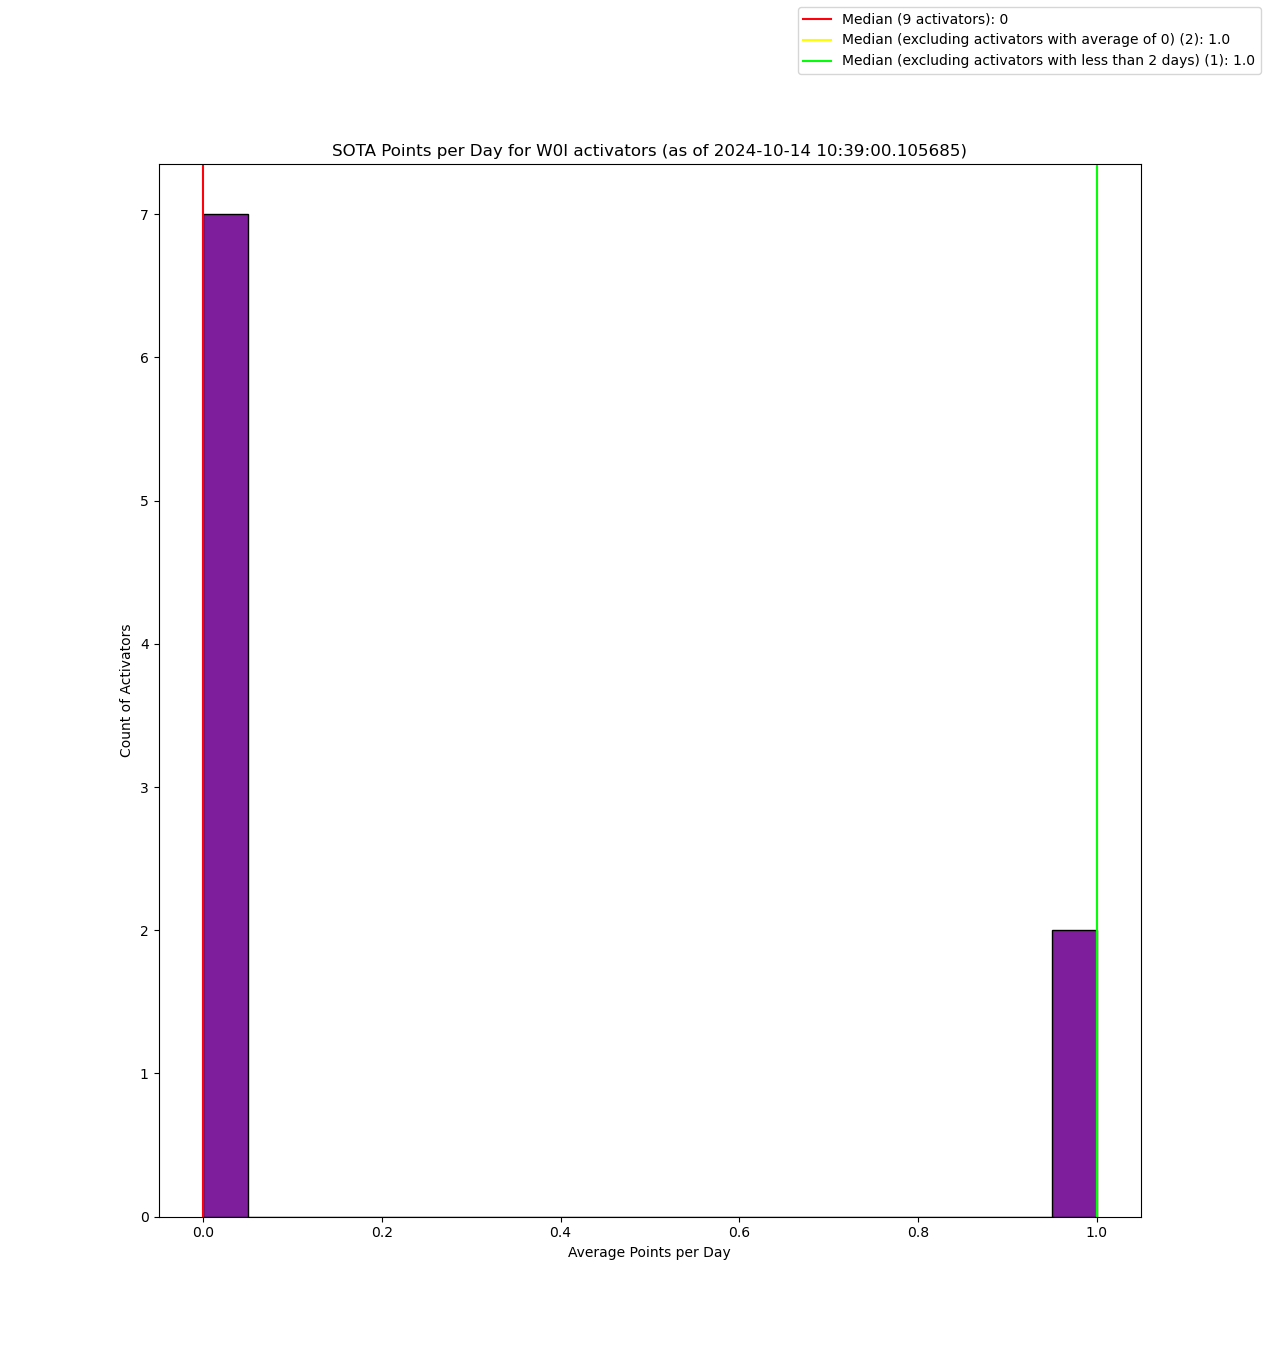 Median (9 activators): 0
Median (excluding activators with average of 0) (2): 1.0
Median (excluding activators with less than 2 days) (1): 1.0
SOTA Points per Day for W0I activators (as of 2024-10-14 10:39:00.105685)
7
6
5
4
3
2
1
0
Count of Activators
0.0 0.2 0.4 0.6 0.8 1.0
Average Points per Day